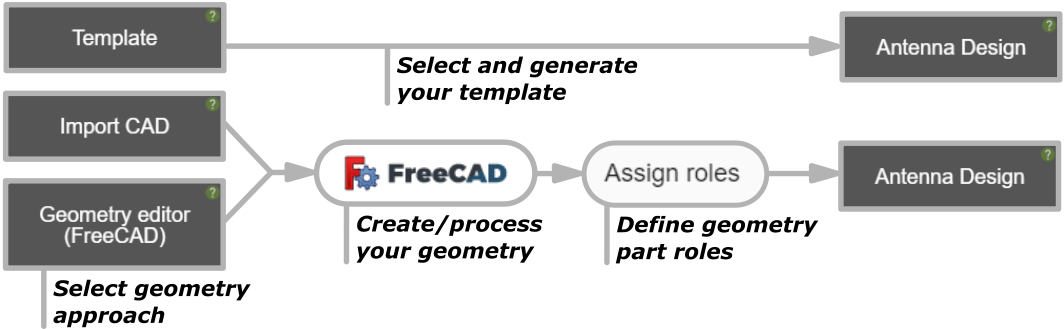 Template
?
Select and generate
your template
Antenna Design
?
Import CAD
?
Geometry editor
(FreeCAD)
?
Select geometry
approach
FreeCAD
Create/process
your geometry
Assign roles
Define geometry
part roles
Antenna Design
?